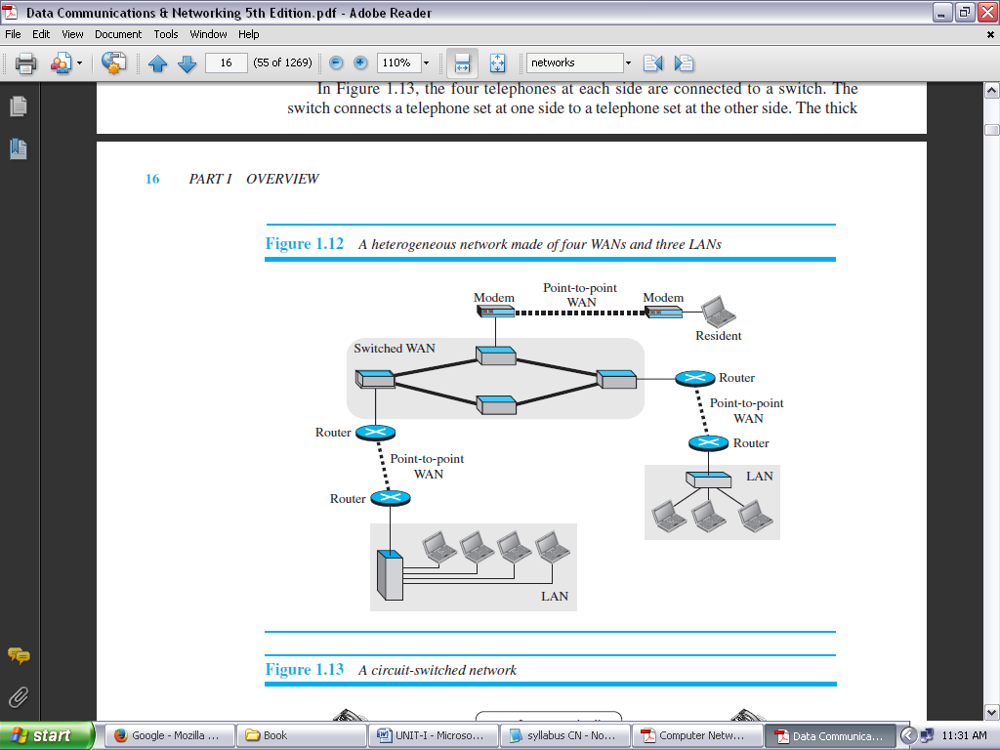 Data Communications & Networking 5th Edition.pdf - Adobe Reader
File Edit View Document Tools Window Help
16 (55 of 1269) 110% networks
In Figure 1.13, the four telephones at each side are connected to a switch. The
switch connects a telephone set at one side to a telephone set at the other side. The thick
16 PART I OVERVIEW
Figure 1.12 A heterogeneous network made of four WANs and three LANs
Point-to-point
WAN
Modem
Modem
Resident
Switched WAN
Router
Point-to-point
WAN
Router
Router
Point-to-point
WAN
Router
LAN
LAN
Figure 1.13 A circuit-switched network
start Google - Mozilla ... Book UNIT-I - Microso... syllabus CN - No... Computer Netw... Data Communica... 11:31 AM